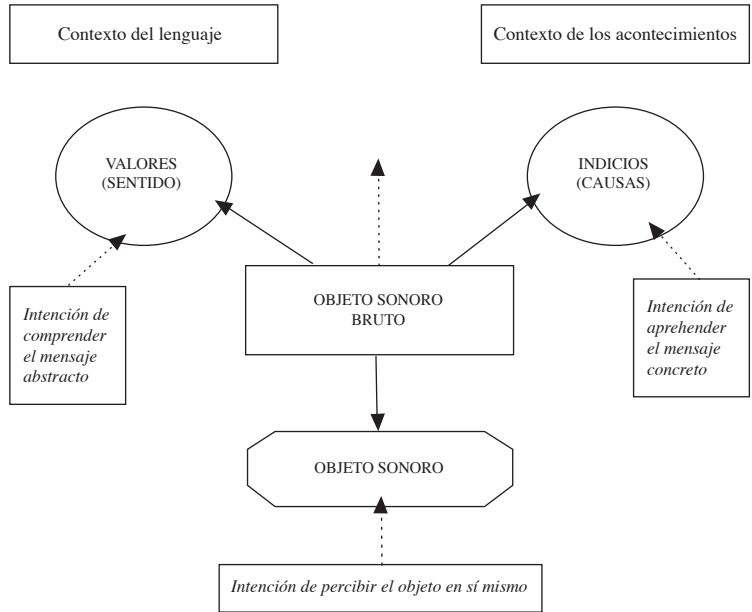 Contexto del lenguaje
Contexto de los acontecimientos
VALORES
(SENTIDO)
INDICIOS
(CAUSAS)
OBJETO SONORO
BRUTO
Intención de
comprender
el mensaje
abstracto
Intención de
aprehender
el mensaje
concreto
OBJETO SONORO
Intención de percibir el objeto en sí mismo